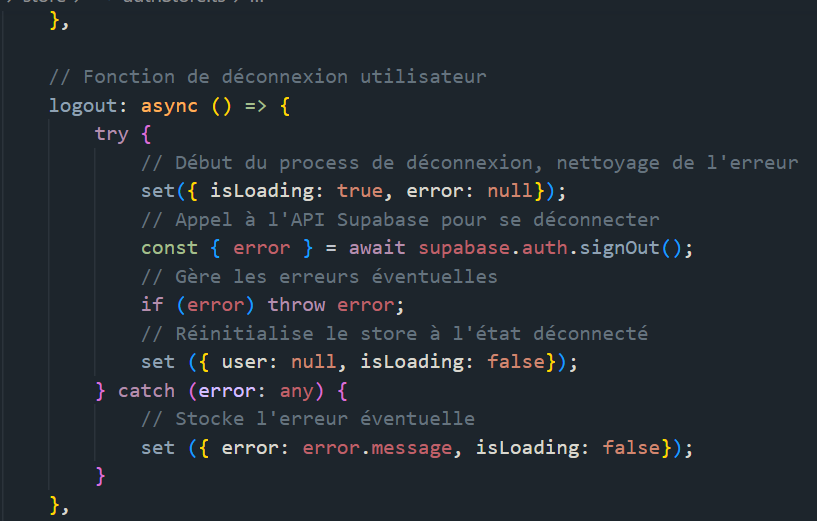 },
// Fonction de déconnexion utilisateur
logout: async () => {
try {
// Début du process de déconnexion, nettoyage de l'erreur
set({ isLoading: true, error: null});
// Appel à l'API Supabase pour se déconnecter
const { error } = await supabase.auth.signOut();
// Gère les erreurs éventuelles
if (error) throw error;
// Réinitialise le store à l'état déconnecté
set ({ user: null, isLoading: false});
} catch (error: any) {
// Stocke l'erreur éventuelle
set ({ error: error.message, isLoading: false});
}
},